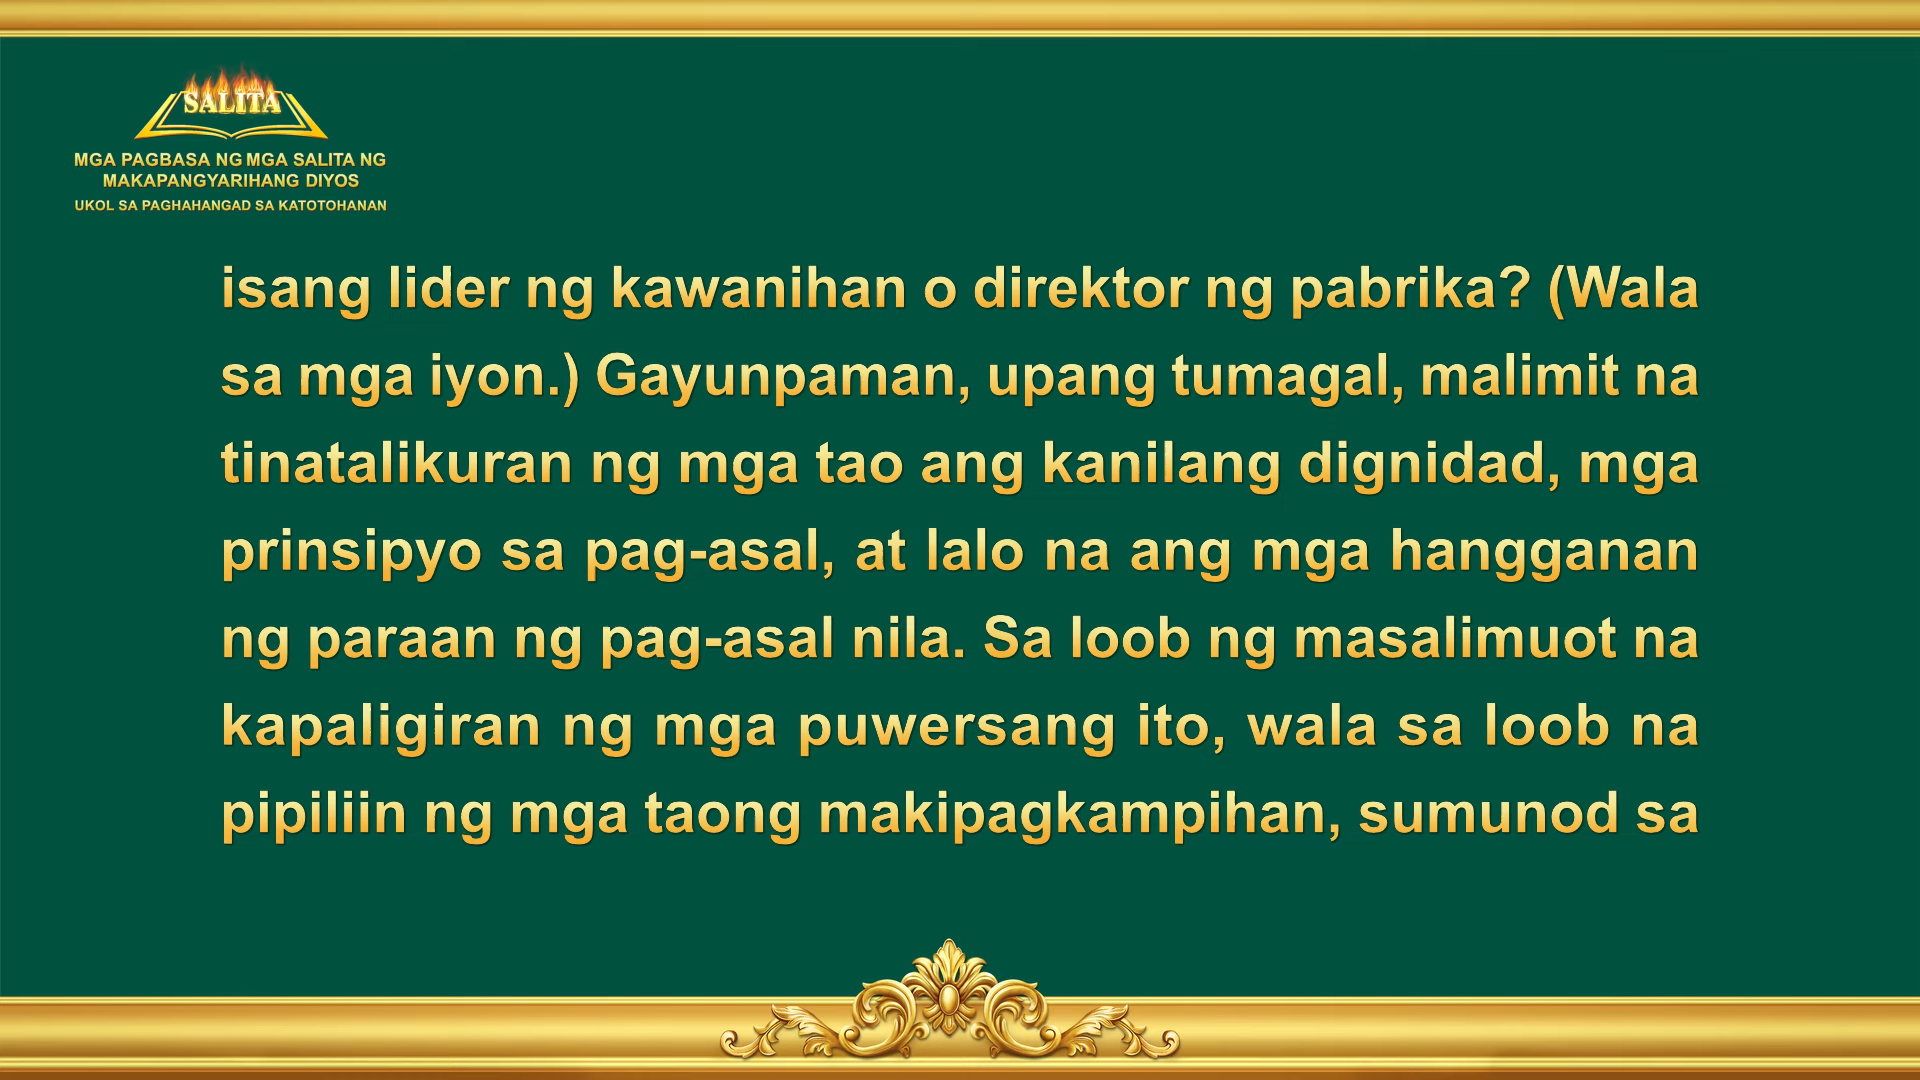 SALITA
MGA PAGBASA NG MGA SALITA NG
MAKAPANGYARIHANG DIYOS
UKOL SA PAGHAHANGAD SA KATOTOHANAN
isang lider ng kawanihan o direktor ng pabrika? (Wala
sa mga iyon.) Gayunpaman, upang tumagal, malimit na
tinatalikuran ng mga tao ang kanilang dignidad, mga
prinsipyo sa pag-asal, at lalo na ang mga hangganan
ng paraan ng pag-asal nila. Sa loob ng masalimuot na
kapaligiran ng mga puwersang ito, wala sa loob na
pipiliin ng mga taong makipagkampihan, sumunod sa